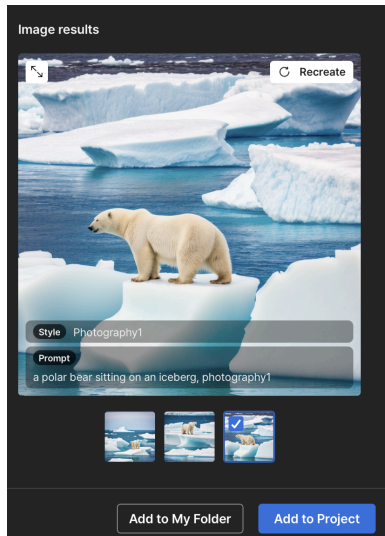 Image results
Recreate
Style Photography1
Prompt
a polar bear sitting on an iceberg, photography1
Add to My Folder
Add to Project